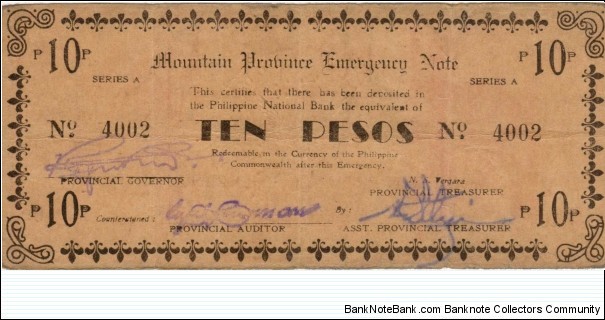 P 10 P Mountain Province Emergency Note P 10 P
SERIES A SERIES A
This certifies that there has been deposited in
the Philippine National Bank the equivalent of
No 4002 TEN PESOS No 4002
Redeemable in the Currency of the Philippine
Commonwealth after this Emergency.
PROVINCIAL GOVERNOR
Vergara
PROVINCIAL TREASURER
P 10 P Countersigned: By: P 10 P
PROVINCIAL AUDITOR ASST. PROVINCIAL TREASURER
BankNoteBank.com - Banknote Collectors Community